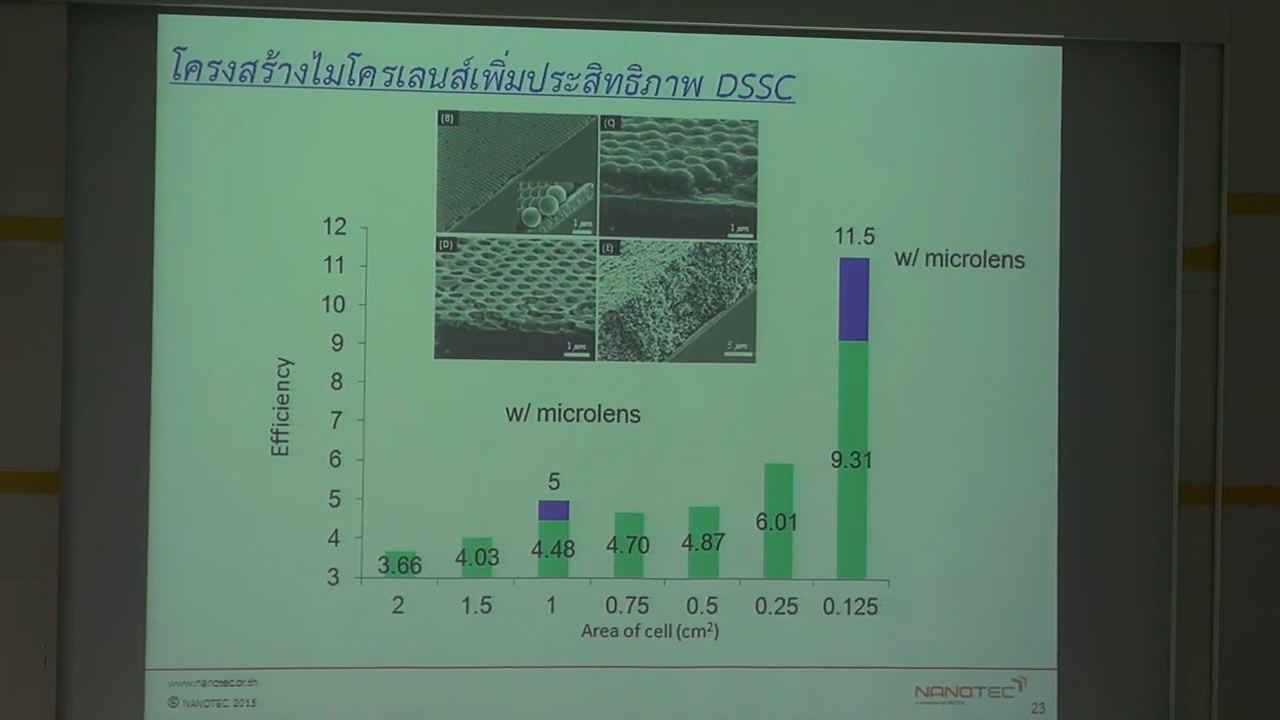 โครงสร้างไมโครเลนส์เพิ่มประสิทธิภาพ DSSC
(B)
(C)
1 µm
1 µm
(D)
(E)
1 µm
5 µm
12
11
10
9
8
7
6
5
4
3
Efficiency
w/ microlens
11.5
w/ microlens
5
3.66
4.03
4.48
4.70
4.87
6.01
9.31
2
1.5
1
0.75
0.5
0.25
0.125
Area of cell (cm²)
www.nanotec.or.th
© NANOTEC 2015
NANOTEC
23